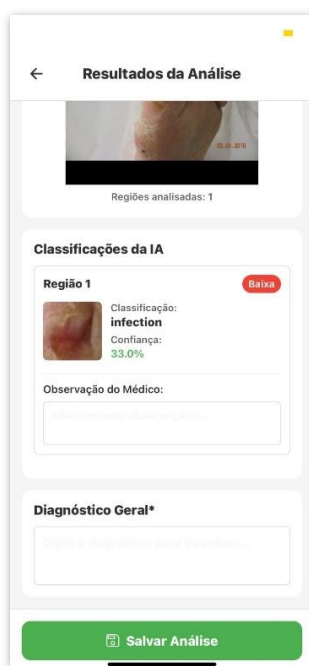 Resultados da Análise
Regiões analisadas: 1
Classificações da IA
Região 1
Baixa
Classificação:
infection
Confiança:
33.0%
Observação do Médico:
Diagnóstico Geral*
Salvar Análise